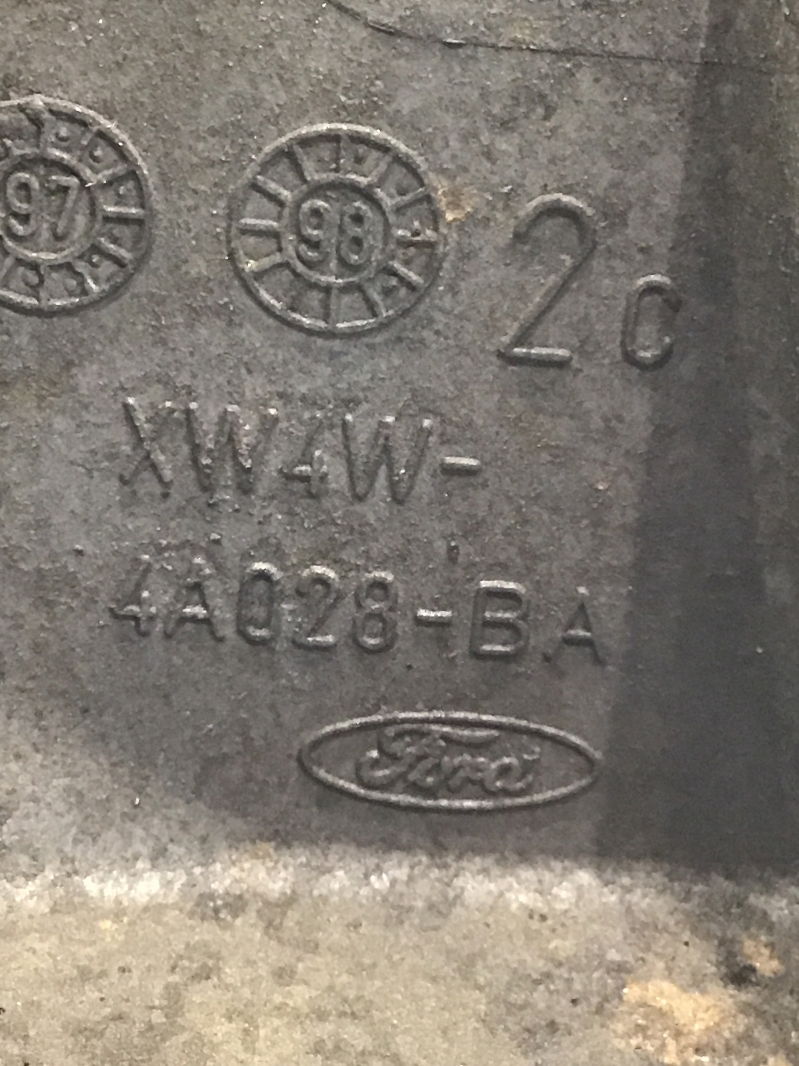 97
98
2C
XW4W-
4A028-BA
Ford